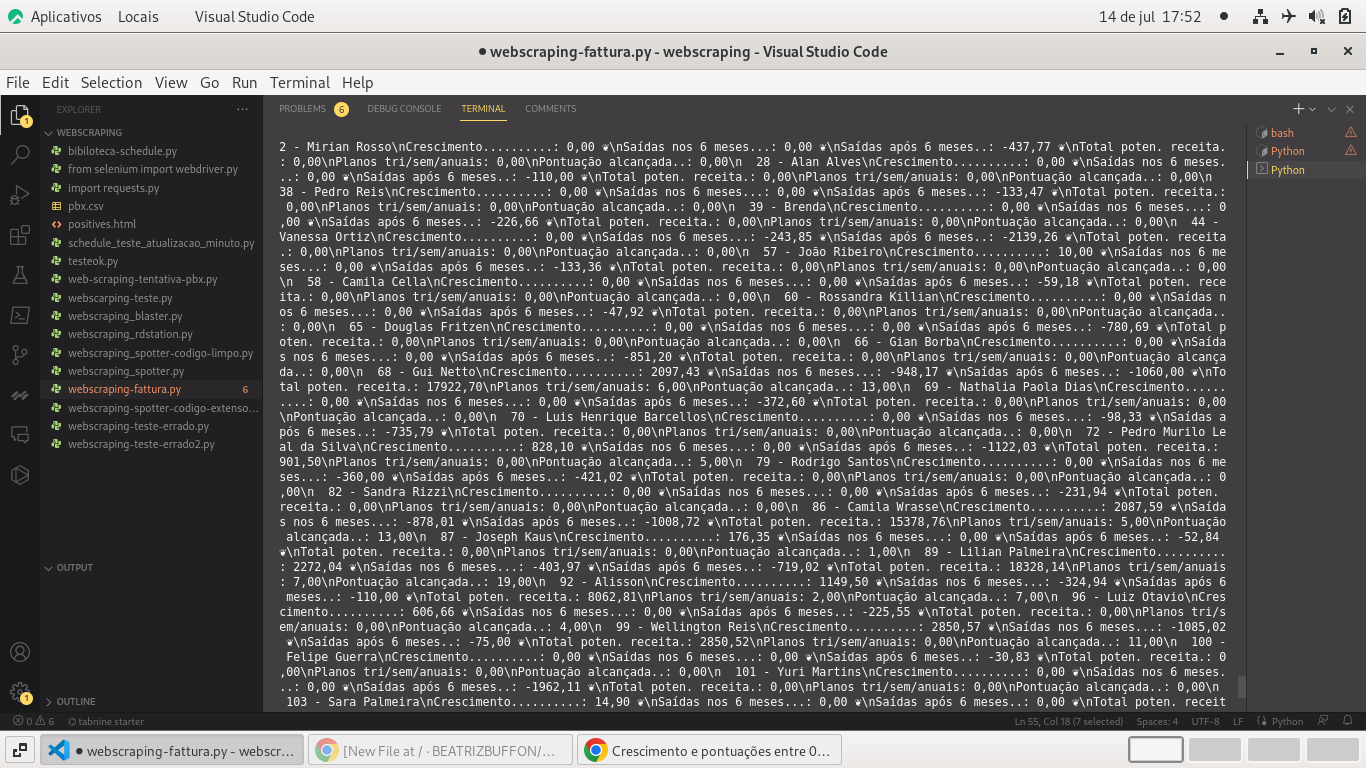 Aplicativos Locais Visual Studio Code 14 de jul 17:52
● webscraping-fattura.py - webscraping - Visual Studio Code
File Edit Selection View Go Run Terminal Help
EXPLORER ···
WEBSCRAPING
bibiloteca-schedule.py
from selenium import webdriver.py
import requests.py
pbx.csv
positives.html
schedule_teste_atualizacao_minuto.py
testeok.py
web-scraping-tentativa-pbx.py
webscarping-teste.py
webscraping_blaster.py
webscraping_rdstation.py
webscraping_spotter-codigo-limpo.py
webscraping_spotter.py
webscraping-fattura.py 6
webscraping-spotter-codigo-extenso...
webscraping-teste-errado.py
webscraping-teste-errado2.py
OUTPUT
OUTLINE
1
1
PROBLEMS 6 DEBUG CONSOLE TERMINAL COMMENTS
2 - Mirian Rosso\nCrescimento..........: 0,00 ❦\nSaídas nos 6 meses...: 0,00 ❦\nSaídas após 6 meses..: -437,77 ❦\nTotal poten. receita.
: 0,00\nPlanos tri/sem/anuais: 0,00\nPontuação alcançada..: 0,00\n  28 - Alan Alves\nCrescimento..........: 0,00 ❦\nSaídas nos 6 meses.
..: 0,00 ❦\nSaídas após 6 meses..: -110,00 ❦\nTotal poten. receita.: 0,00\nPlanos tri/sem/anuais: 0,00\nPontuação alcançada..: 0,00\n
38 - Pedro Reis\nCrescimento..........: 0,00 ❦\nSaídas nos 6 meses...: 0,00 ❦\nSaídas após 6 meses..: -133,47 ❦\nTotal poten. receita.:
 0,00\nPlanos tri/sem/anuais: 0,00\nPontuação alcançada..: 0,00\n  39 - Brenda\nCrescimento..........: 0,00 ❦\nSaídas nos 6 meses...: 0
,00 ❦\nSaídas após 6 meses..: -226,66 ❦\nTotal poten. receita.: 0,00\nPlanos tri/sem/anuais: 0,00\nPontuação alcançada..: 0,00\n  44 -
Vanessa Ortiz\nCrescimento..........: 0,00 ❦\nSaídas nos 6 meses...: -243,85 ❦\nSaídas após 6 meses..: -2139,26 ❦\nTotal poten. receita
.: 0,00\nPlanos tri/sem/anuais: 0,00\nPontuação alcançada..: 0,00\n  57 - João Ribeiro\nCrescimento..........: 10,00 ❦\nSaídas nos 6 me
ses...: 0,00 ❦\nSaídas após 6 meses..: -133,36 ❦\nTotal poten. receita.: 0,00\nPlanos tri/sem/anuais: 0,00\nPontuação alcançada..: 0,00
\n  58 - Camila Cella\nCrescimento..........: 0,00 ❦\nSaídas nos 6 meses...: 0,00 ❦\nSaídas após 6 meses..: -59,18 ❦\nTotal poten. rece
ita.: 0,00\nPlanos tri/sem/anuais: 0,00\nPontuação alcançada..: 0,00\n  60 - Rossandra Killian\nCrescimento..........: 0,00 ❦\nSaídas n
os 6 meses...: 0,00 ❦\nSaídas após 6 meses..: -47,92 ❦\nTotal poten. receita.: 0,00\nPlanos tri/sem/anuais: 0,00\nPontuação alcançada..
: 0,00\n  65 - Douglas Fritzen\nCrescimento..........: 0,00 ❦\nSaídas nos 6 meses...: 0,00 ❦\nSaídas após 6 meses..: -780,69 ❦\nTotal p
oten. receita.: 0,00\nPlanos tri/sem/anuais: 0,00\nPontuação alcançada..: 0,00\n  66 - Gian Borba\nCrescimento..........: 0,00 ❦\nSaída
s nos 6 meses...: 0,00 ❦\nSaídas após 6 meses..: -851,20 ❦\nTotal poten. receita.: 0,00\nPlanos tri/sem/anuais: 0,00\nPontuação alcança
da..: 0,00\n  68 - Gui Netto\nCrescimento..........: 2097,43 ❦\nSaídas nos 6 meses...: -948,17 ❦\nSaídas após 6 meses..: -1060,00 ❦\nTo
tal poten. receita.: 17922,70\nPlanos tri/sem/anuais: 6,00\nPontuação alcançada..: 13,00\n  69 - Nathalia Paola Dias\nCrescimento......
....: 0,00 ❦\nSaídas nos 6 meses...: 0,00 ❦\nSaídas após 6 meses..: -372,60 ❦\nTotal poten. receita.: 0,00\nPlanos tri/sem/anuais: 0,00
\nPontuação alcançada..: 0,00\n  70 - Luis Henrique Barcellos\nCrescimento..........: 0,00 ❦\nSaídas nos 6 meses...: -98,33 ❦\nSaídas a
pós 6 meses..: -735,79 ❦\nTotal poten. receita.: 0,00\nPlanos tri/sem/anuais: 0,00\nPontuação alcançada..: 0,00\n  72 - Pedro Murilo Le
al da Silva\nCrescimento..........: 828,10 ❦\nSaídas nos 6 meses...: 0,00 ❦\nSaídas após 6 meses..: -1122,03 ❦\nTotal poten. receita.:
901,50\nPlanos tri/sem/anuais: 0,00\nPontuação alcançada..: 5,00\n  79 - Rodrigo Santos\nCrescimento..........: 0,00 ❦\nSaídas nos 6 me
ses...: -360,00 ❦\nSaídas após 6 meses..: -421,02 ❦\nTotal poten. receita.: 0,00\nPlanos tri/sem/anuais: 0,00\nPontuação alcançada..: 0
,00\n  82 - Sandra Rizzi\nCrescimento..........: 0,00 ❦\nSaídas nos 6 meses...: 0,00 ❦\nSaídas após 6 meses..: -231,94 ❦\nTotal poten.
receita.: 0,00\nPlanos tri/sem/anuais: 0,00\nPontuação alcançada..: 0,00\n  86 - Camila Wrasse\nCrescimento..........: 2087,59 ❦\nSaída
s nos 6 meses...: -878,01 ❦\nSaídas após 6 meses..: -1008,72 ❦\nTotal poten. receita.: 15378,76\nPlanos tri/sem/anuais: 5,00\nPontuação
 alcançada..: 13,00\n  87 - Joseph Kaus\nCrescimento..........: 176,35 ❦\nSaídas nos 6 meses...: 0,00 ❦\nSaídas após 6 meses..: -52,84
❦\nTotal poten. receita.: 0,00\nPlanos tri/sem/anuais: 0,00\nPontuação alcançada..: 1,00\n  89 - Lilian Palmeira\nCrescimento..........
: 2272,04 ❦\nSaídas nos 6 meses...: -403,97 ❦\nSaídas após 6 meses..: -719,02 ❦\nTotal poten. receita.: 18328,14\nPlanos tri/sem/anuais
: 7,00\nPontuação alcançada..: 19,00\n  92 - Alisson\nCrescimento..........: 1149,50 ❦\nSaídas nos 6 meses...: -324,94 ❦\nSaídas após 6
 meses..: -110,00 ❦\nTotal poten. receita.: 8062,81\nPlanos tri/sem/anuais: 2,00\nPontuação alcançada..: 7,00\n  96 - Luiz Otavio\nCres
cimento..........: 606,66 ❦\nSaídas nos 6 meses...: 0,00 ❦\nSaídas após 6 meses..: -225,55 ❦\nTotal poten. receita.: 0,00\nPlanos tri/s
em/anuais: 0,00\nPontuação alcançada..: 4,00\n  99 - Wellington Reis\nCrescimento..........: 2850,57 ❦\nSaídas nos 6 meses...: -1085,02
 ❦\nSaídas após 6 meses..: -75,00 ❦\nTotal poten. receita.: 2850,52\nPlanos tri/sem/anuais: 0,00\nPontuação alcançada..: 11,00\n  100 -
 Felipe Guerra\nCrescimento..........: 0,00 ❦\nSaídas nos 6 meses...: 0,00 ❦\nSaídas após 6 meses..: -30,83 ❦\nTotal poten. receita.: 0
,00\nPlanos tri/sem/anuais: 0,00\nPontuação alcançada..: 0,00\n  101 - Yuri Martins\nCrescimento..........: 0,00 ❦\nSaídas nos 6 meses.
..: 0,00 ❦\nSaídas após 6 meses..: -1962,11 ❦\nTotal poten. receita.: 0,00\nPlanos tri/sem/anuais: 0,00\nPontuação alcançada..: 0,00\n
 103 - Sara Palmeira\nCrescimento..........: 14,90 ❦\nSaídas nos 6 meses...: 0,00 ❦\nSaídas após 6 meses..: 0,00 ❦\nTotal poten. receit
bash
Python
Python
0 6 tabnine starter Ln 55, Col 18 (7 selected) Spaces: 4 UTF-8 LF Python
● webscraping-fattura.py - webscr... [New File at / · BEATRIZBUFFON/... Crescimento e pontuações entre 0...